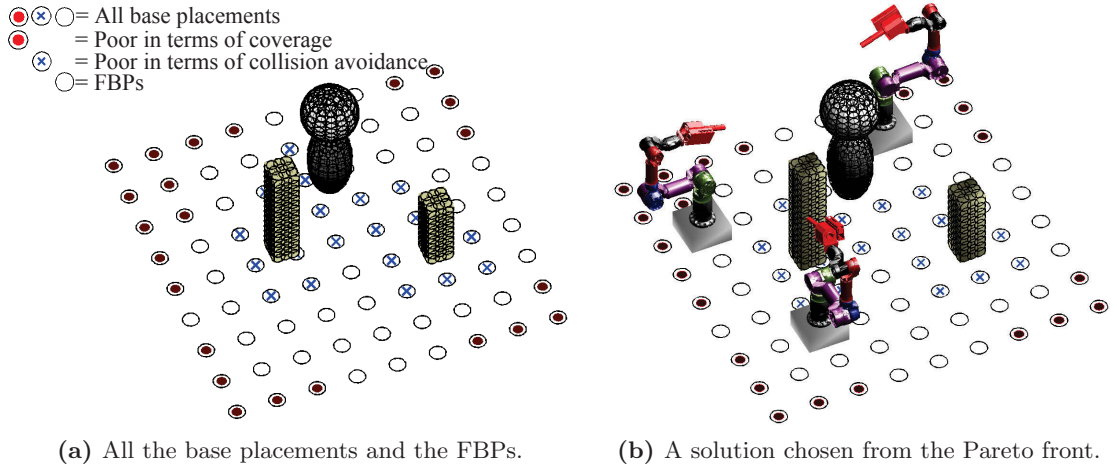 = All base placements
= Poor in terms of coverage
= Poor in terms of collision avoidance
= FBPs
(a) All the base placements and the FBPs.
(b) A solution chosen from the Pareto front.